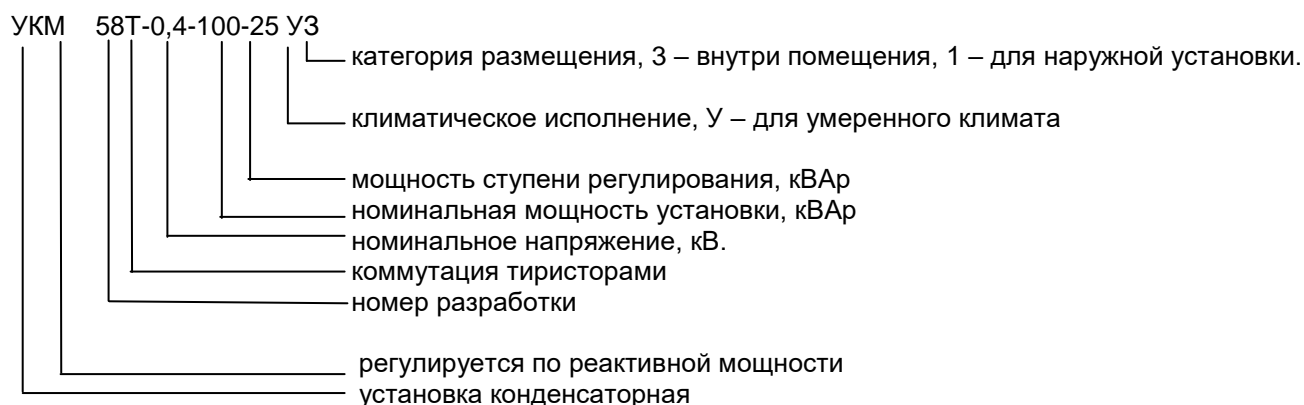 УКМ 58Т-0,4-100-25 У3
категория размещения, 3 – внутри помещения, 1 – для наружной установки.
климатическое исполнение, У – для умеренного климата
мощность ступени регулирования, кВАр
номинальная мощность установки, кВАр
номинальное напряжение, кВ.
коммутация тиристорами
номер разработки
регулируется по реактивной мощности
установка конденсаторная